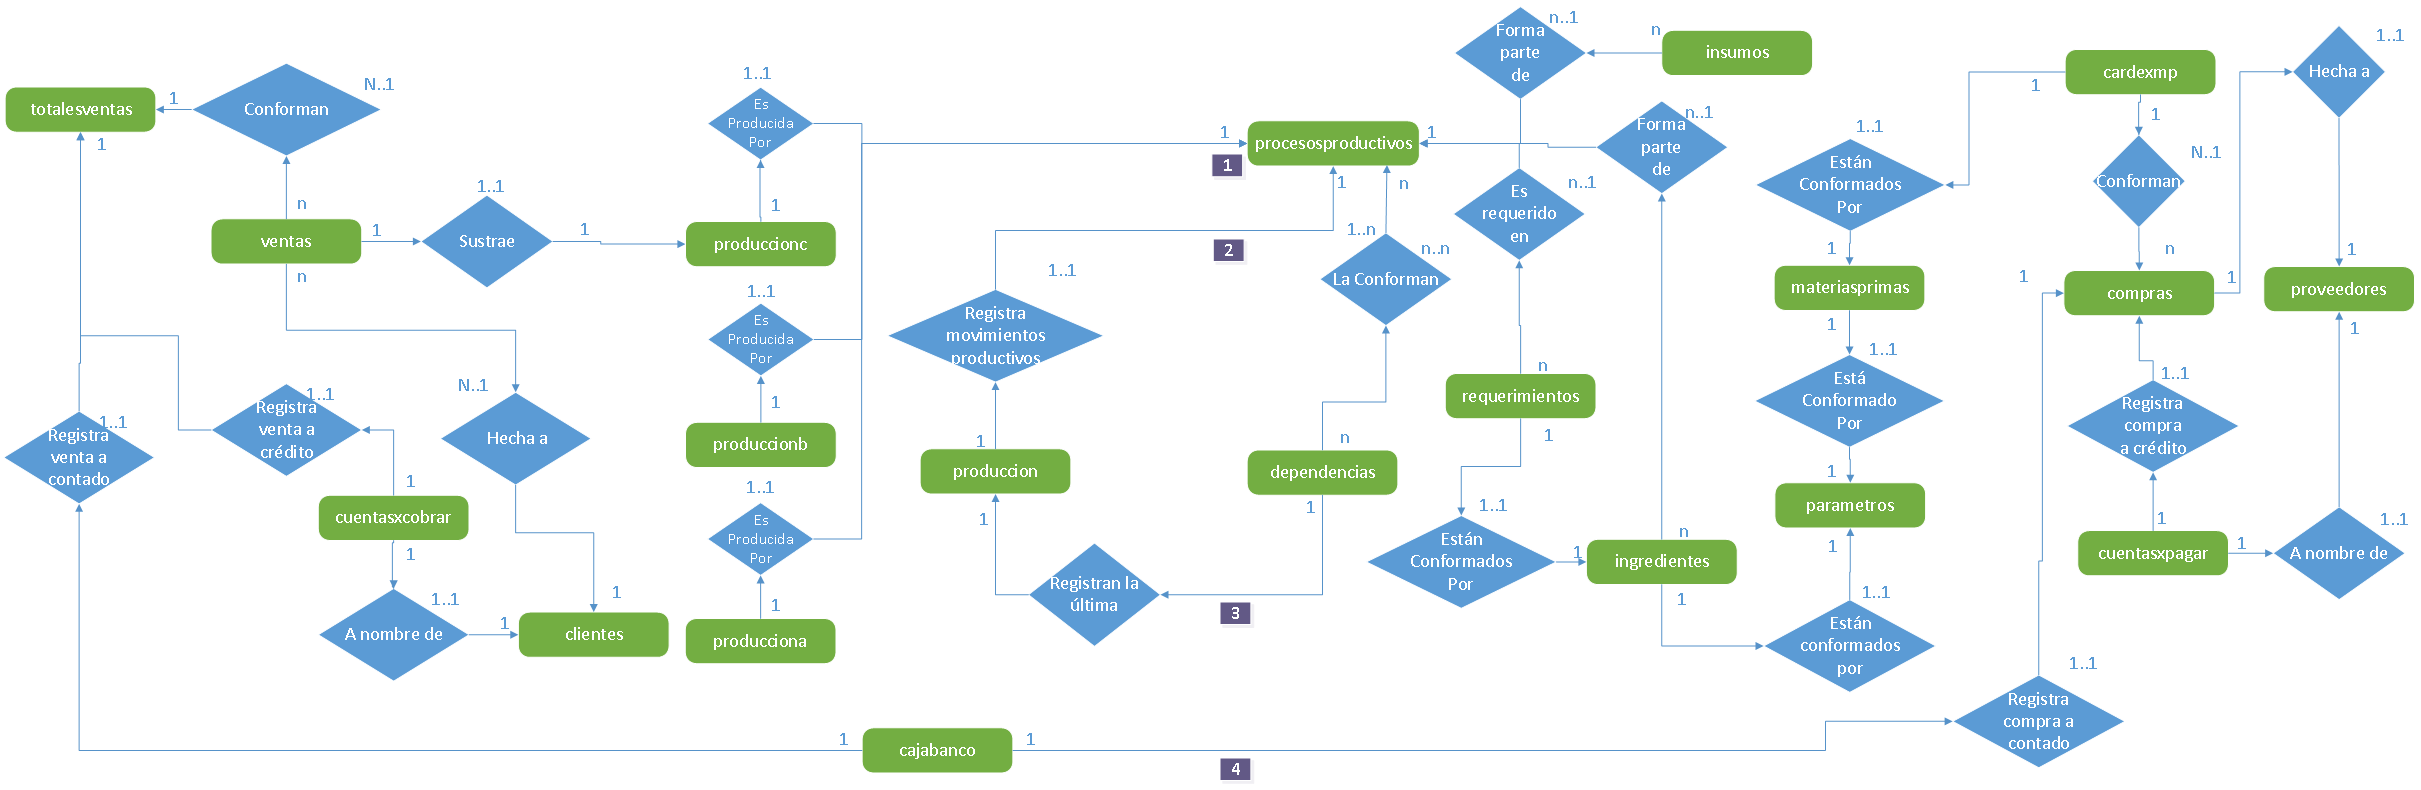 totalesventas
1
Conforman
N..1
1
n
ventas
n
1
1..1
Sustrae
1
1..1
Es
Producida
Por
1
produccionc
1..1
Es
Producida
Por
1
produccionb
1..1
Es
Producida
Por
1
producciona
N..1
Hecha a
1
clientes
1..1
Registra
venta a
contado
1..1
Registra
venta a
crédito
1
cuentasxcobrar
1
1..1
A nombre de
1
1
procesosproductivos
1
1
1
n
2
1..n
n..n
La Conforman
1..1
Registra
movimientos
productivos
1
produccion
1
n
dependencias
1
Registran la
última
3
n..1
Forma
parte
de
n
insumos
n..1
Forma
parte
de
n..1
Es
requerido
en
n
requerimientos
1
1..1
Están
Conformados
Por
1
n
ingredientes
1
cardexmp
1
1
1..1
Están
Conformados
Por
1
materiasprimas
1
1..1
Está
Conformado
Por
1
parametros
1
1..1
Están
conformados
por
N..1
Conforman
n
1
compras
1
1..1
Hecha a
1
proveedores
1
1..1
Registra
compra
a crédito
1
cuentasxpagar
1
1..1
A nombre de
1..1
Registra
compra a
contado
1
cajabanco
1
4